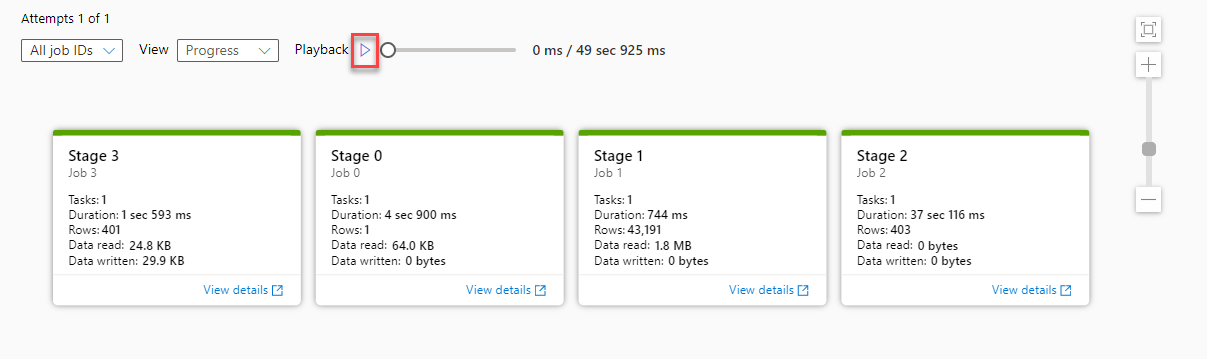 Attempts 1 of 1
All job IDs View Progress Playback 0 ms / 49 sec 925 ms
Stage 3
Job 3
Tasks: 1
Duration: 1 sec 593 ms
Rows: 401
Data read: 24.8 KB
Data written: 29.9 KB
View details
Stage 0
Job 0
Tasks: 1
Duration: 4 sec 900 ms
Rows: 1
Data read: 64.0 KB
Data written: 0 bytes
View details
Stage 1
Job 1
Tasks: 1
Duration: 744 ms
Rows: 43,191
Data read: 1.8 MB
Data written: 0 bytes
View details
Stage 2
Job 2
Tasks: 1
Duration: 37 sec 116 ms
Rows: 403
Data read: 0 bytes
Data written: 0 bytes
View details